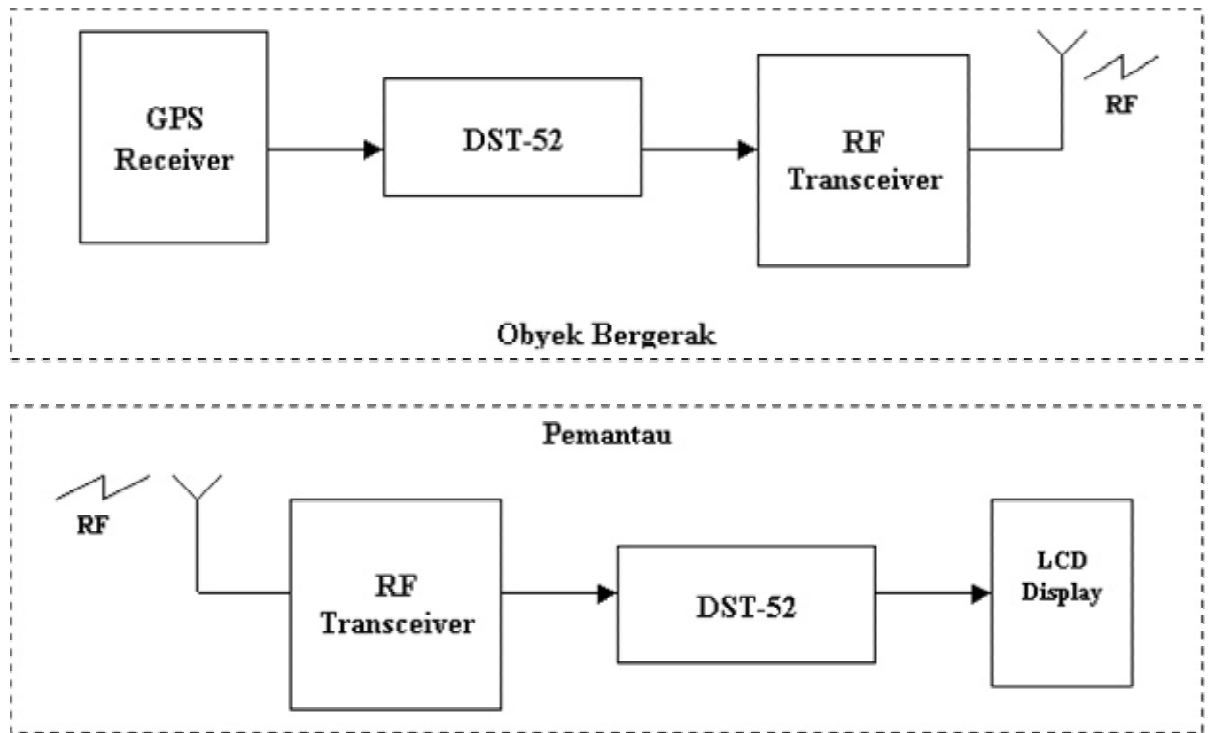 GPS
Receiver
DST-52
RF
Transceiver
RF
Obyek Bergerak
Pemantau
RF
RF
Transceiver
DST-52
LCD
Display